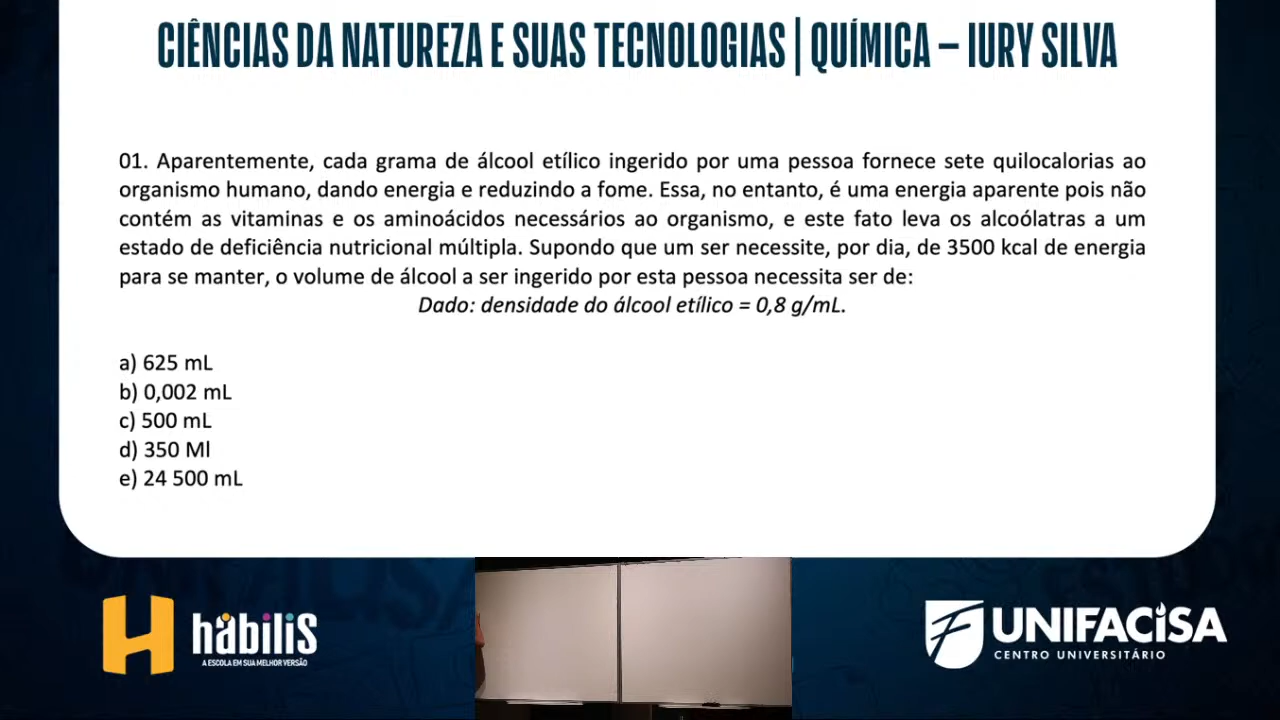 CIÊNCIAS DA NATUREZA E SUAS TECNOLOGIAS | QUÍMICA – IURY SILVA
01. Aparentemente, cada grama de álcool etílico ingerido por uma pessoa fornece sete quilocalorias ao
organismo humano, dando energia e reduzindo a fome. Essa, no entanto, é uma energia aparente pois não
contém as vitaminas e os aminoácidos necessários ao organismo, e este fato leva os alcoólatras a um
estado de deficiência nutricional múltipla. Supondo que um ser necessite, por dia, de 3500 kcal de energia
para se manter, o volume de álcool a ser ingerido por esta pessoa necessita ser de:
Dado: densidade do álcool etílico = 0,8 g/mL.
a) 625 mL
b) 0,002 mL
c) 500 mL
d) 350 Ml
e) 24 500 mL
H hábilis
A ESCOLA EM SUA MELHOR VERSÃO
UNIFACISA
CENTRO UNIVERSITÁRIO